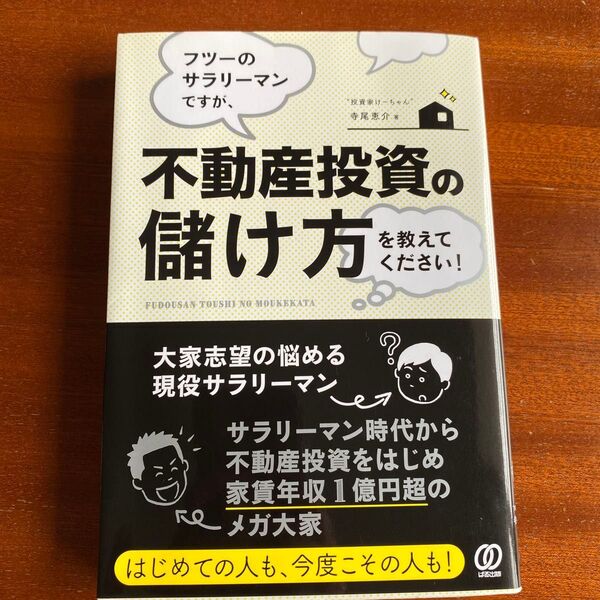 フツーの
サラリーマン
ですが、
"投資家けーちゃん"
寺尾恵介 著
不動産投資の
儲け方
を教えて
ください!
FUDOUSAN TOUSHI NO MOUKEKATA
大家志望の悩める
現役サラリーマン
?
サラリーマン時代から
不動産投資をはじめ
家賃年収1億円超の
メガ大家
はじめての人も、今度こその人も!
ぱる出版